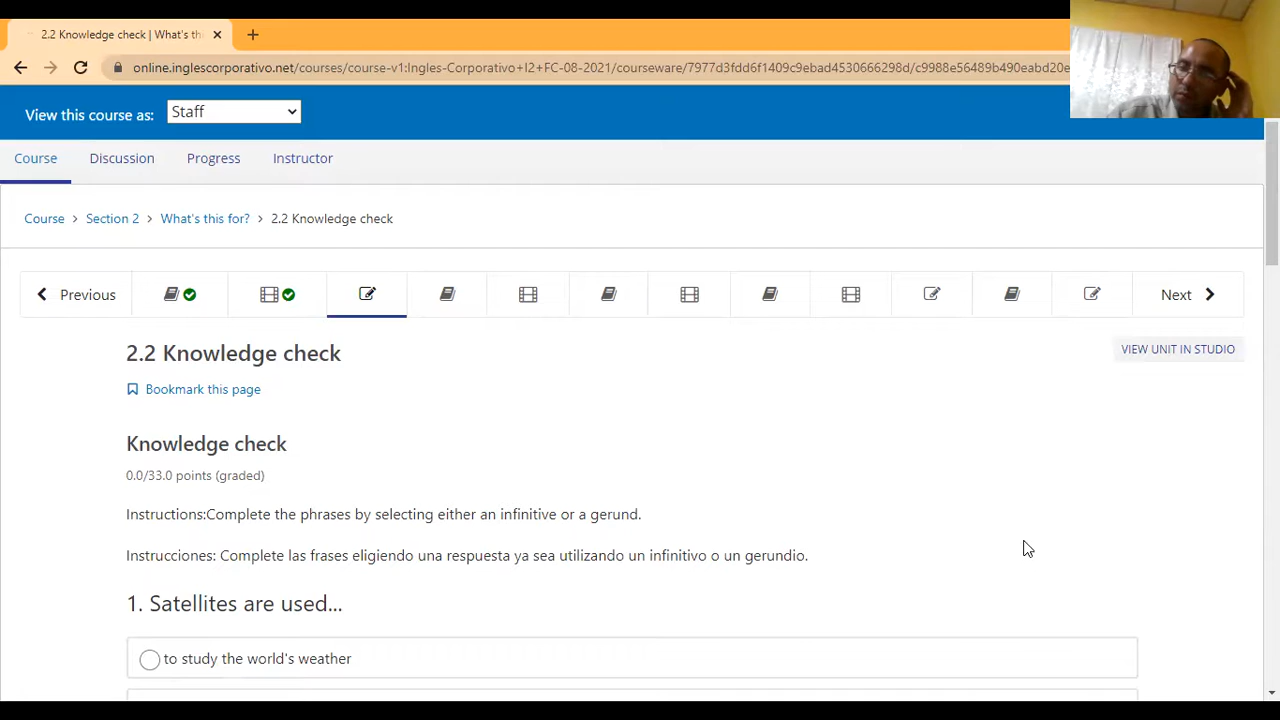 2.2 Knowledge check | What's th
online.inglescorporativo.net/courses/course-v1:Ingles-Corporativo+I2+FC-08-2021/courseware/7977d3fdd6f1409c9ebad4530666298d/c9988e56489b490eabd20e
View this course as: Staff
Course Discussion Progress Instructor
Course > Section 2 > What's this for? > 2.2 Knowledge check
Previous Next
2.2 Knowledge check
VIEW UNIT IN STUDIO
Bookmark this page
Knowledge check
0.0/33.0 points (graded)
Instructions:Complete the phrases by selecting either an infinitive or a gerund.
Instrucciones: Complete las frases eligiendo una respuesta ya sea utilizando un infinitivo o un gerundio.
1. Satellites are used...
to study the world's weather